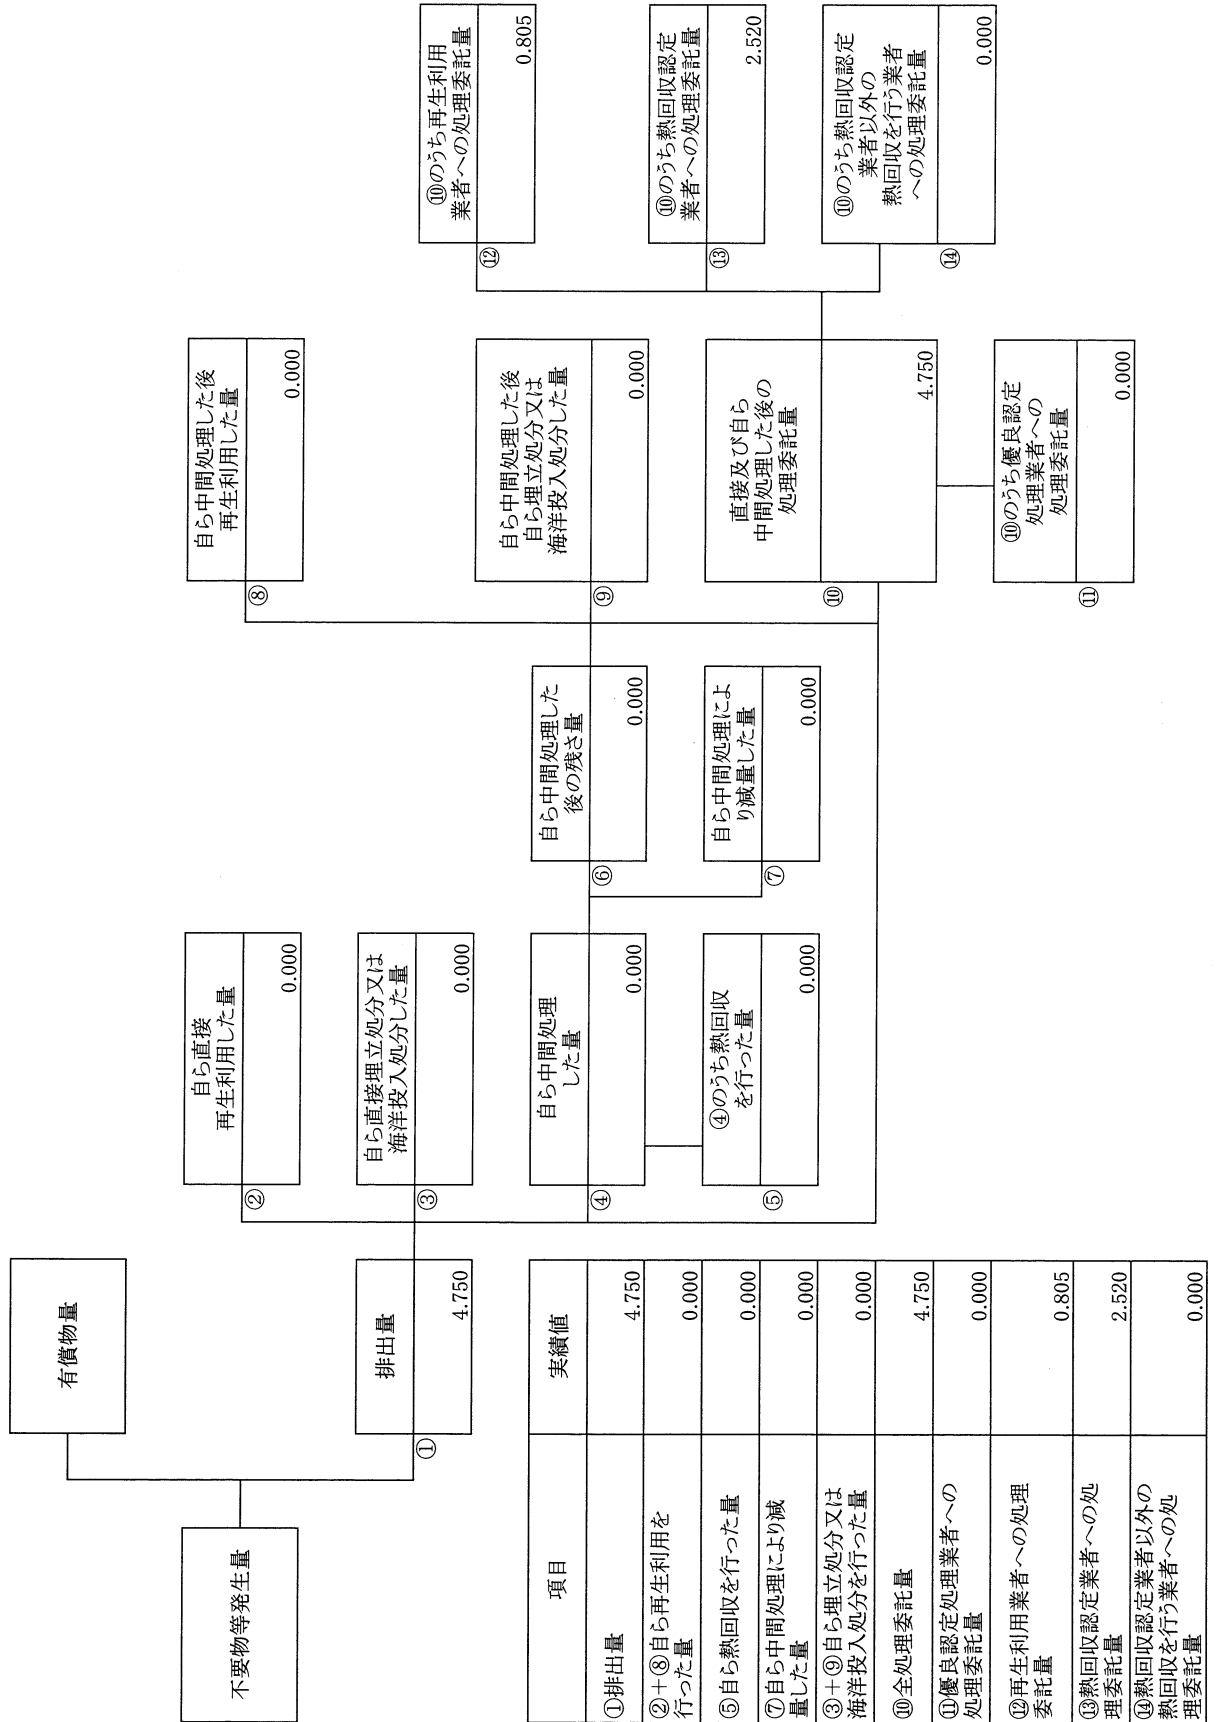 不要物等発生量
有償物量
①
排出量
4.750
②
自ら直接
再生利用した量
0.000
③
自ら直接埋立処分又は
海洋投入処分した量
0.000
④
自ら中間処理
した量
0.000
⑤
④のうち熱回収
を行った量
0.000
⑥
自ら中間処理した
後の残さ量
0.000
⑦
自ら中間処理によ
り減量した量
0.000
⑧
自ら中間処理した後
再生利用した量
0.000
⑨
自ら中間処理した後
自ら埋立処分又は
海洋投入処分した量
0.000
⑩
直接及び自ら
中間処理した後の
処理委託量
4.750
⑪
⑩のうち優良認定
処理業者への
処理委託量
0.000
⑫
⑩のうち再生利用
業者への処理委託量
0.805
⑬
⑩のうち熱回収認定
業者への処理委託量
2.520
⑭
⑩のうち熱回収認定
業者以外の
熱回収を行う業者
への処理委託量
0.000
項目 実績値
①排出量 4.750
②＋⑧自ら再生利用を
行った量 0.000
⑤自ら熱回収を行った量 0.000
⑦自ら中間処理により減
量した量 0.000
③＋⑨自ら埋立処分又は
海洋投入処分を行った量 0.000
⑩全処理委託量 4.750
⑪優良認定処理業者への
処理委託量 0.000
⑫再生利用業者への処理
委託量 0.805
⑬熱回収認定業者への処
理委託量 2.520
⑭熱回収認定業者以外の
熱回収を行う業者への処
理委託量 0.000